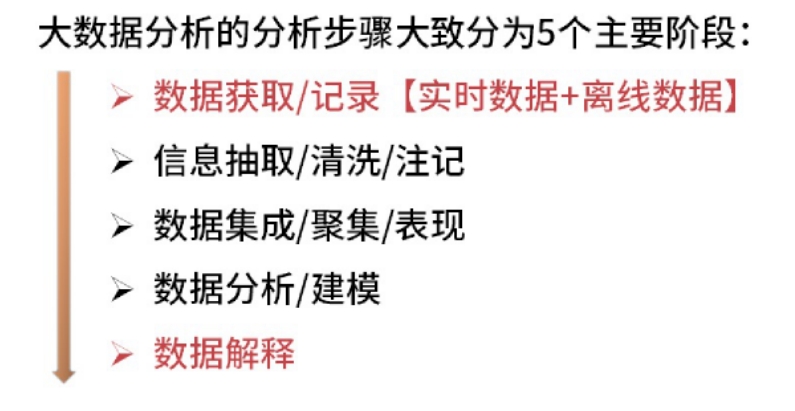 大数据分析的分析步骤大致分为5个主要阶段：
数据获取/记录【实时数据+离线数据】
信息抽取/清洗/注记
数据集成/聚集/表现
数据分析/建模
数据解释